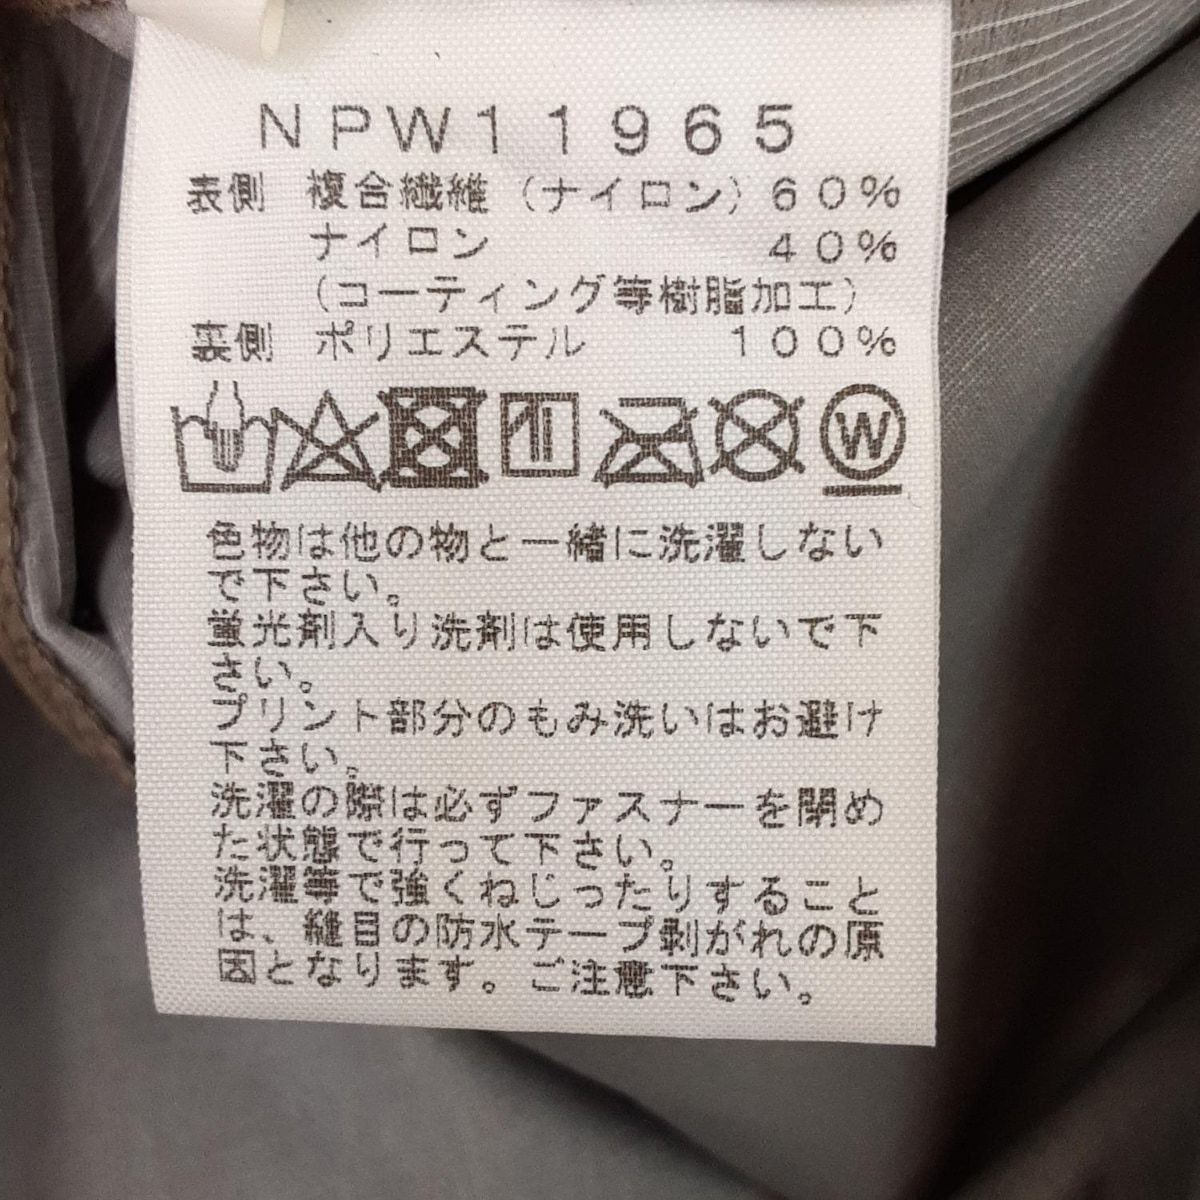 NPW11965
表側 複合繊維（ナイロン）60%
ナイロン 40%
（コーティング等樹脂加工）
裏側 ポリエステル 100%
W
色物は他の物と一緒に洗濯しない
で下さい。
蛍光剤入り洗剤は使用しないで下
さい。
プリント部分のもみ洗いはお避け
下さい。
洗濯の際は必ずファスナーを閉め
た状態で行って下さい。
洗濯等で強くねじったりすること
は、縫目の防水テープ剥がれの原
因となります。ご注意下さい。